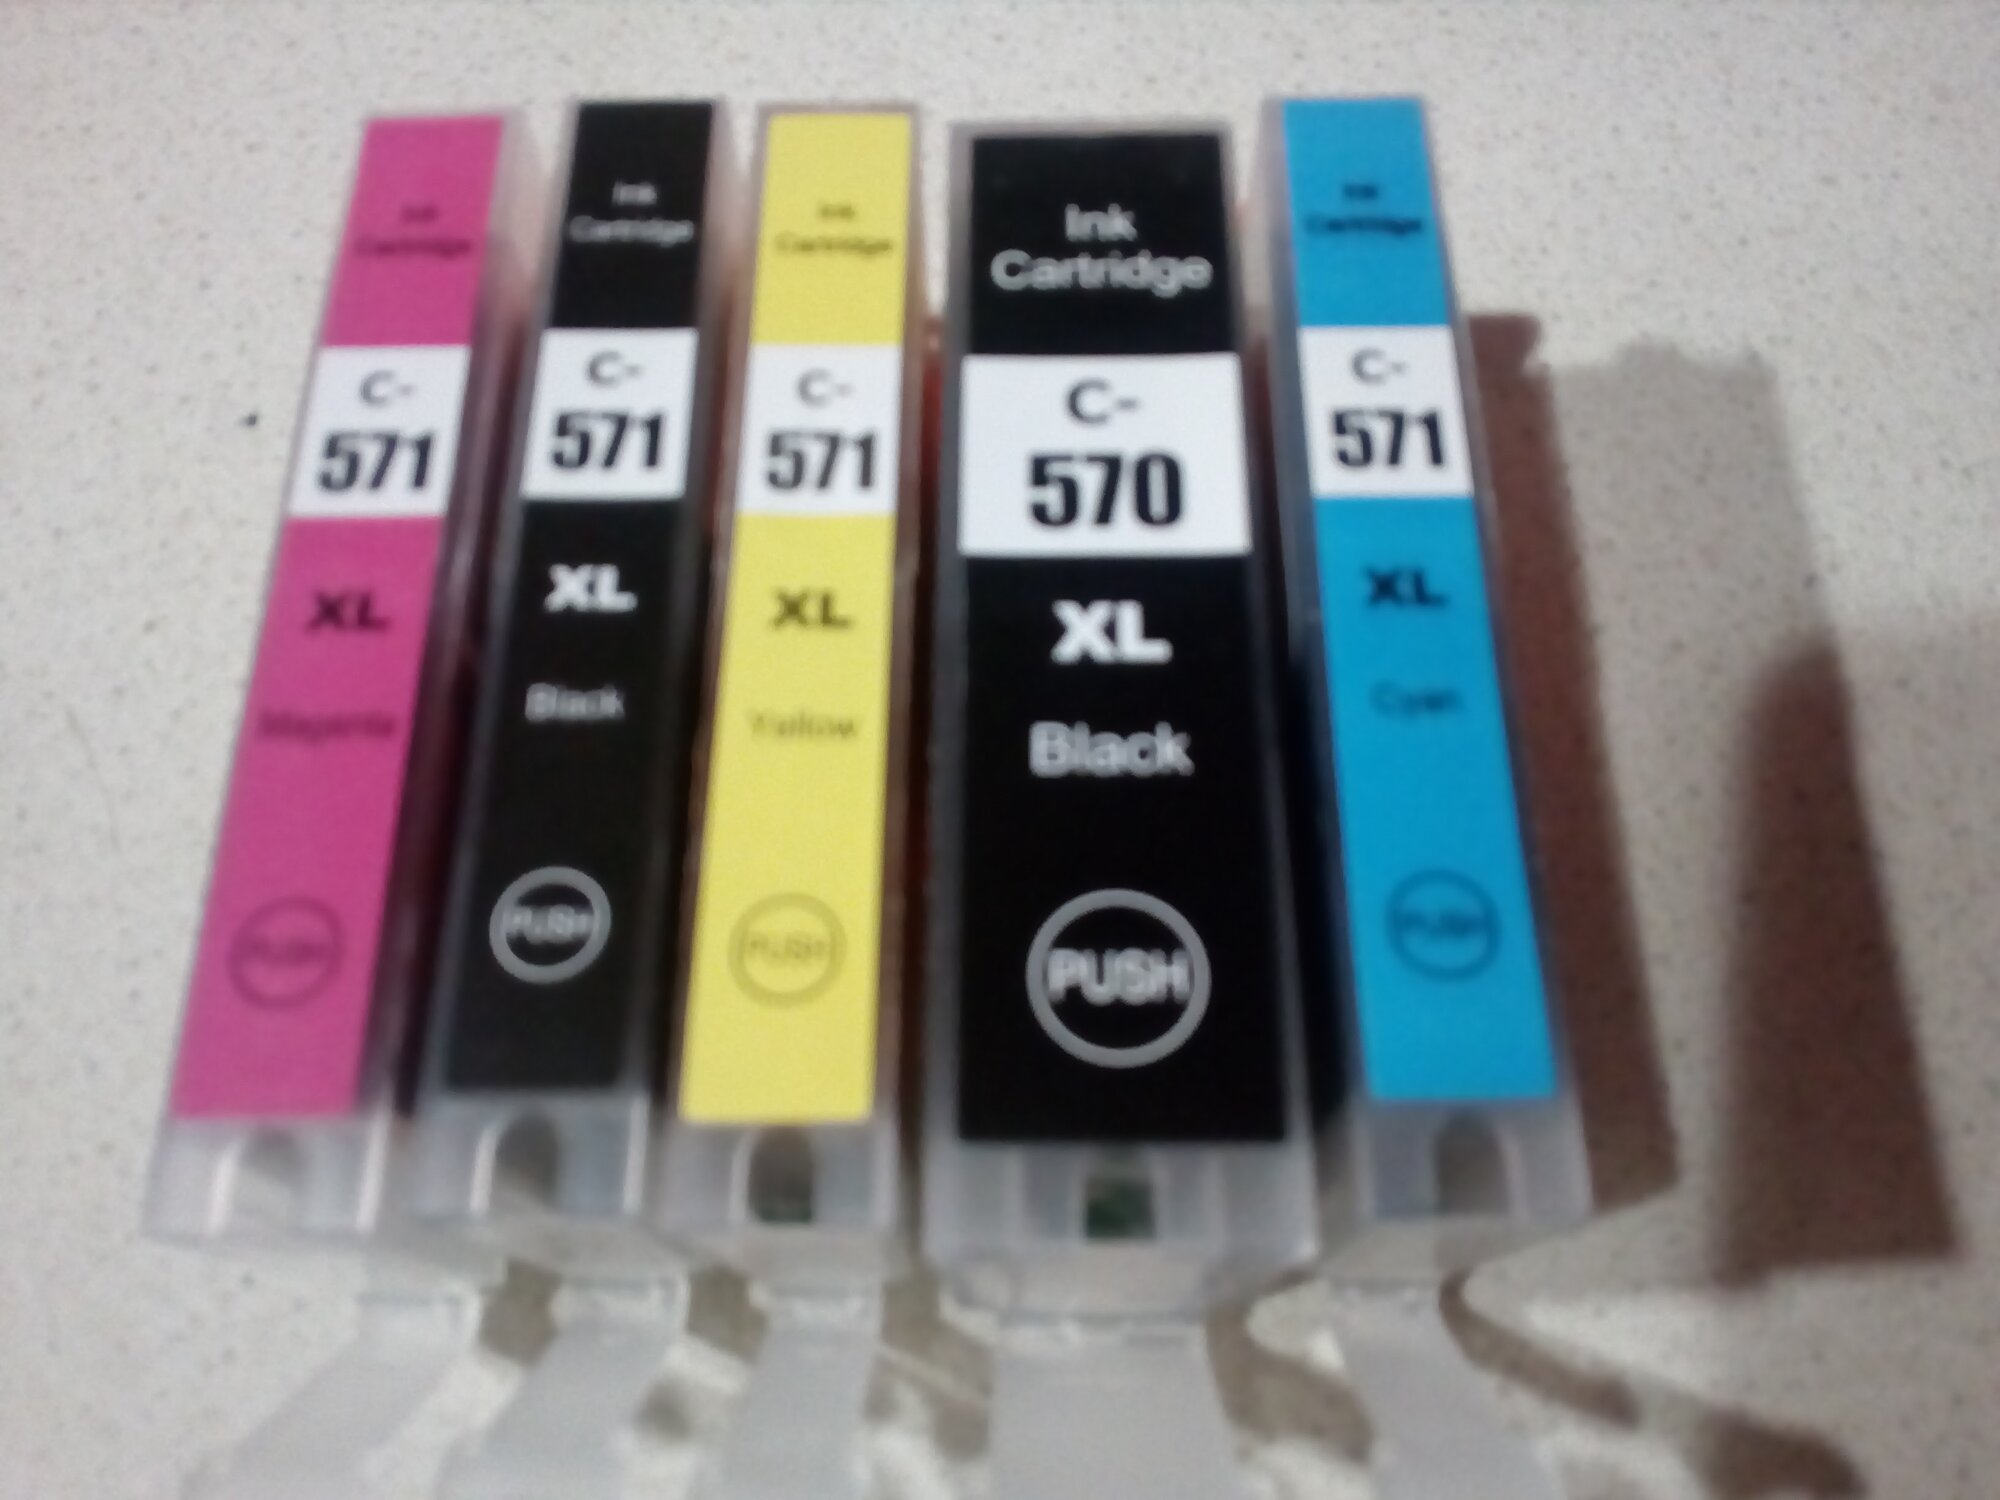 Ink
Cartridge
C-
571
XL
Magenta
PUSH
Ink
Cartridge
C-
571
XL
Black
PUSH
Ink
Cartridge
C-
571
XL
Yellow
PUSH
Ink
Cartridge
C-
570
XL
Black
PUSH
Ink
Cartridge
C-
571
XL
Cyan
PUSH